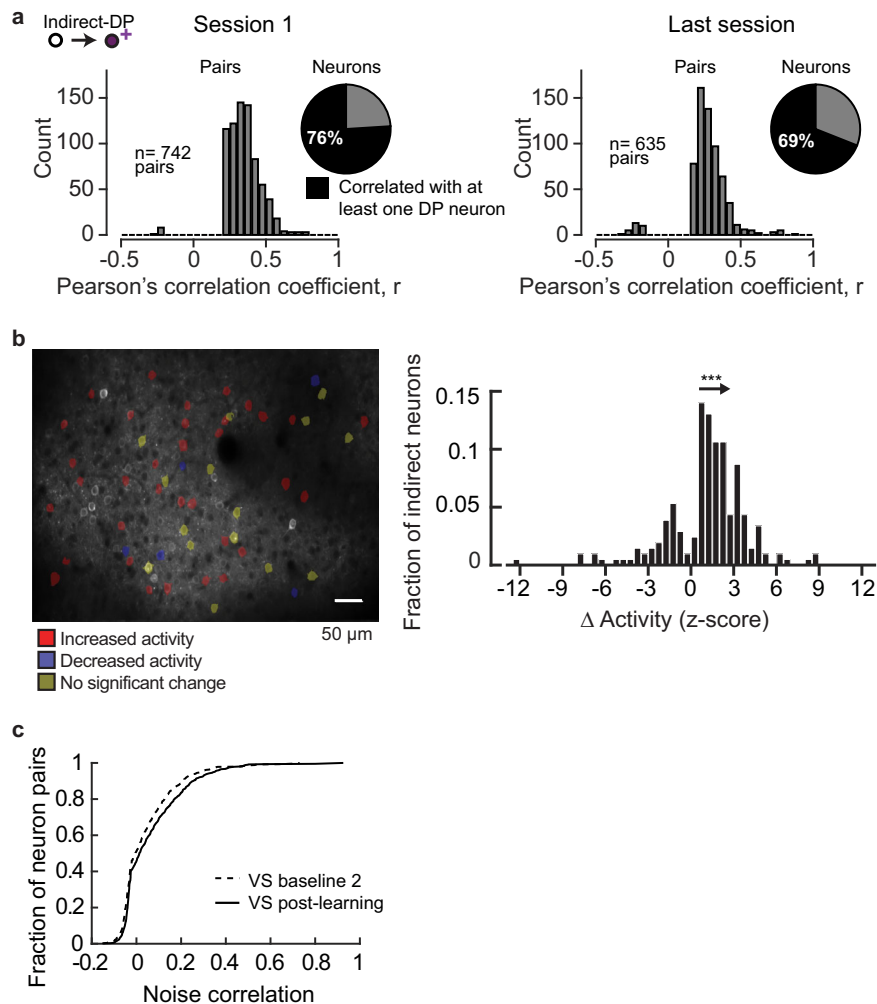 a
Indirect-DP
+
Session 1
Last session
Pairs
Neurons
Count
150
100
50
0
n= 742
pairs
76%
Correlated with at
least one DP neuron
-0.5
0
0.5
1
Pearson's correlation coefficient, r
Pairs
Neurons
Count
150
100
50
0
n= 635
pairs
69%
-0.5
0
0.5
1
Pearson's correlation coefficient, r
b
50 μm
Increased activity
Decreased activity
No significant change
Fraction of indirect neurons
0.15
0.1
0.05
0
***
-12
-9
-6
-3
0
3
6
9
12
Δ Activity (z-score)
c
Fraction of neuron pairs
1
0.8
0.6
0.4
0.2
0
VS baseline 2
VS post-learning
-0.2
0
0.2
0.4
0.6
0.8
1
Noise correlation